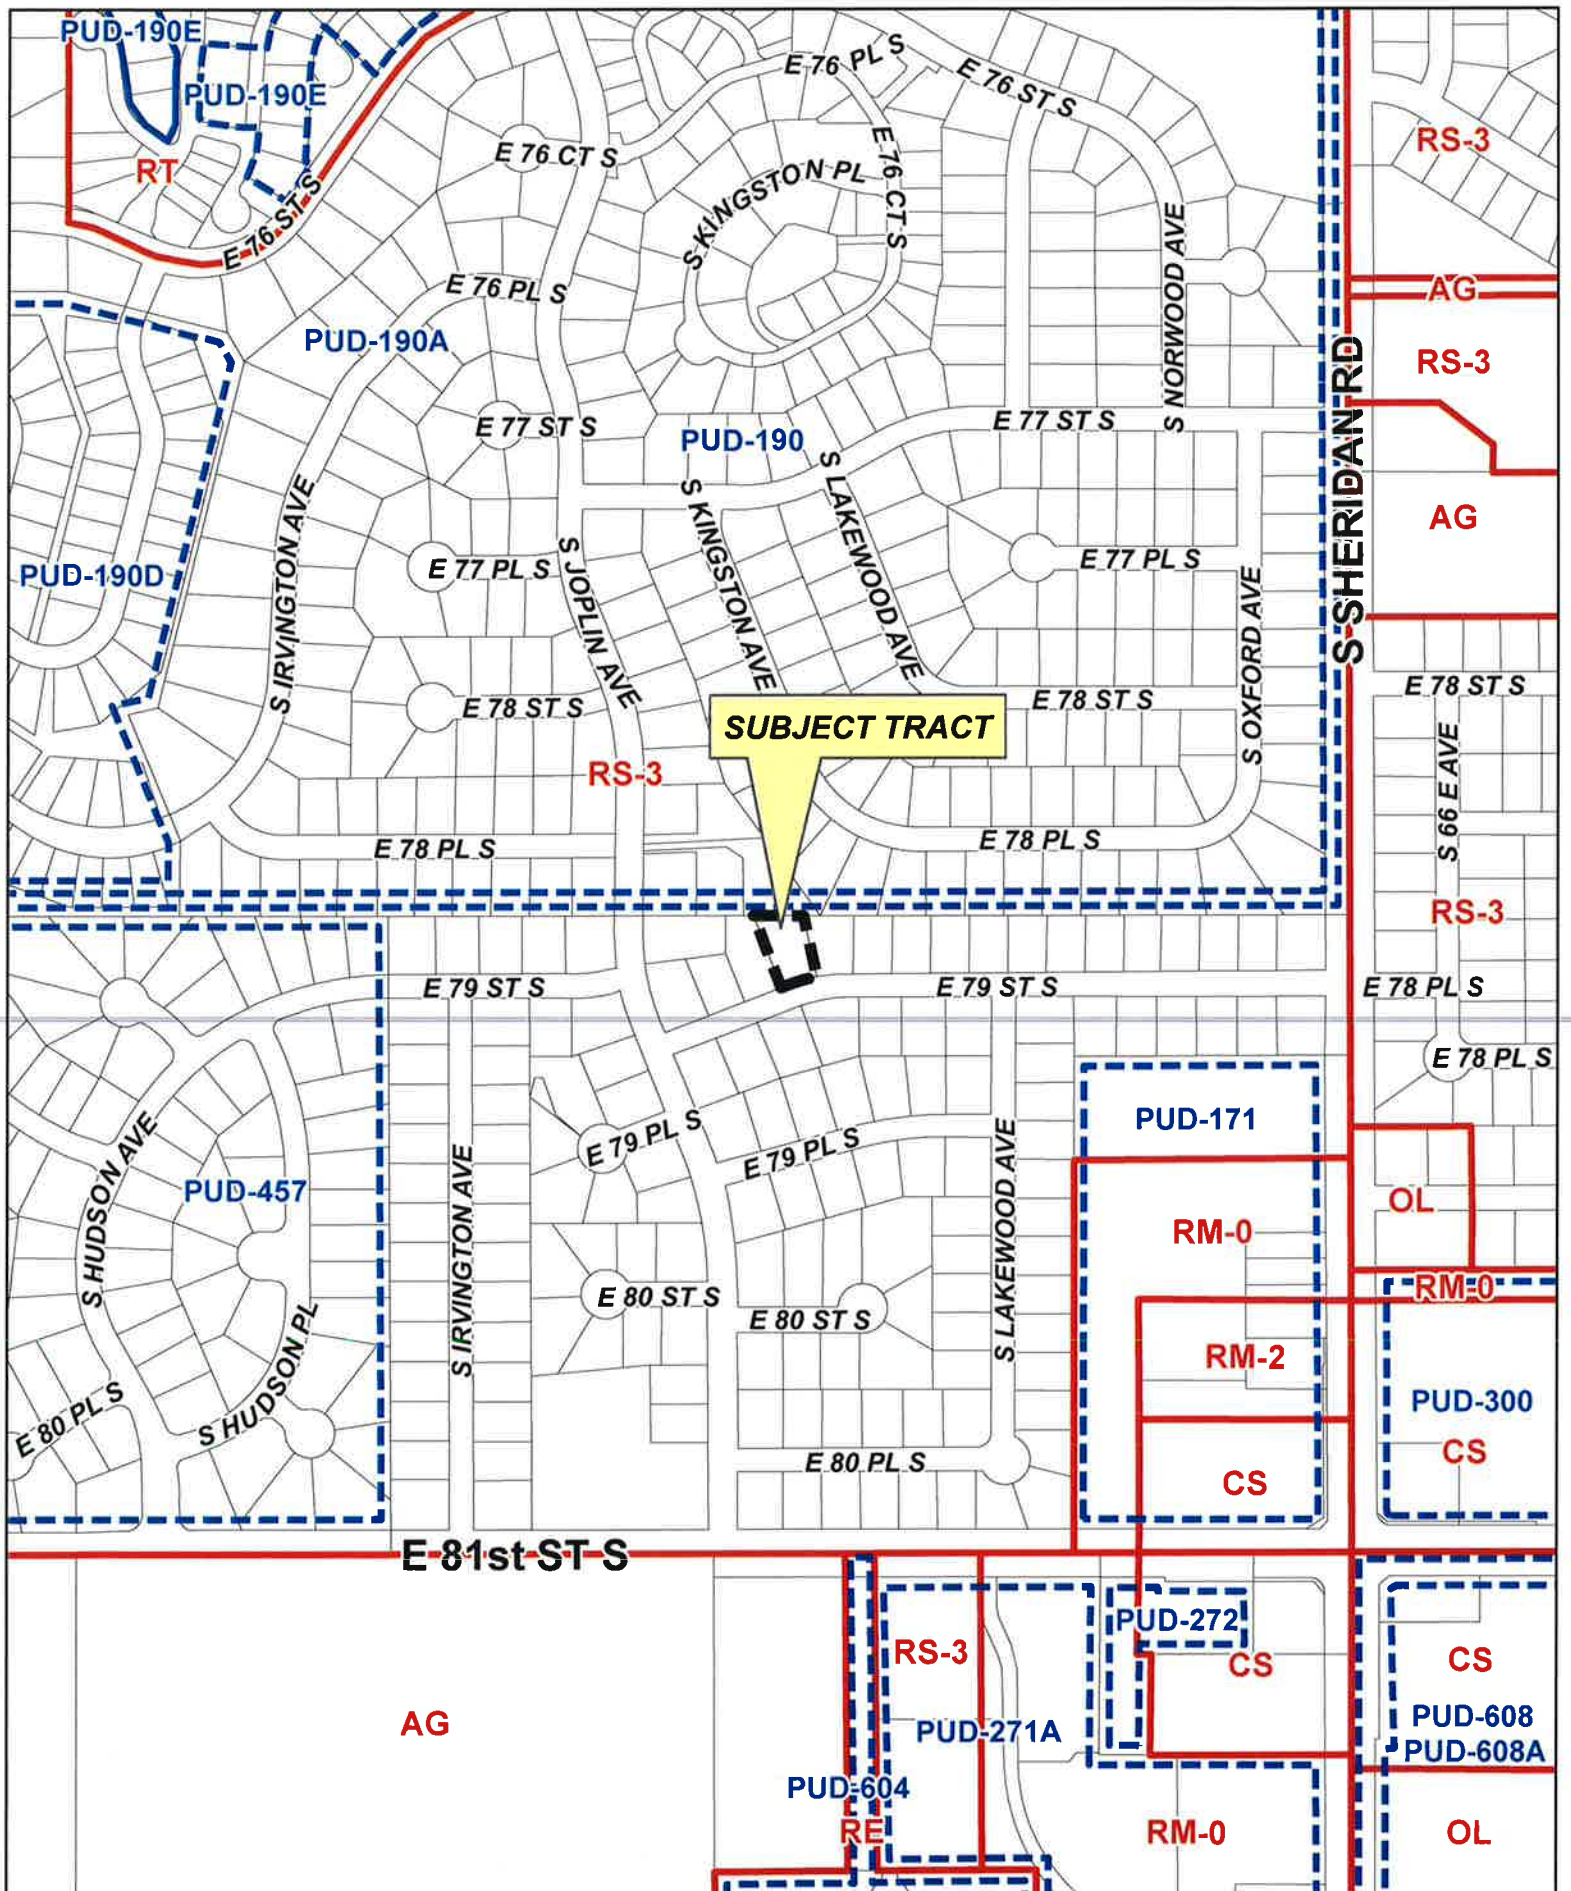 PUD-190E
E 76 PL S
E 76 ST S
PUD-190E
RS-3
E 76 CT S
E 76 CT S
RT
S KINGSTON PL
E 76 ST S
S NORWOOD AVE
E 76 PL S
AG
PUD-190A
RS-3
S SHERIDAN RD
E 77 ST S
E 77 ST S
PUD-190
S LAKEWOOD AVE
S KINGSTON AVE
S IRVINGTON AVE
AG
E 77 PL S
E 77 PL S
S JOPLIN AVE
PUD-190D
S OXFORD AVE
E 78 ST S
E 78 ST S
E 78 ST S
SUBJECT TRACT
RS-3
S 66 E AVE
E 78 PL S
E 78 PL S
RS-3
E 79 ST S
E 79 ST S
E 78 PL S
E 78 PL S
PUD-171
E 79 PL S
E 79 PL S
S HUDSON AVE
PUD-457
S IRVINGTON AVE
S LAKEWOOD AVE
OL
RM-0
RM-0
E 80 ST S
E 80 ST S
RM-2
S HUDSON PL
E 80 PL S
PUD-300
CS
E 80 PL S
CS
E 81st ST S
PUD-272
RS-3
CS
CS
AG
PUD-271A
PUD-608
PUD-608A
PUD-604
RE
RM-0
OL